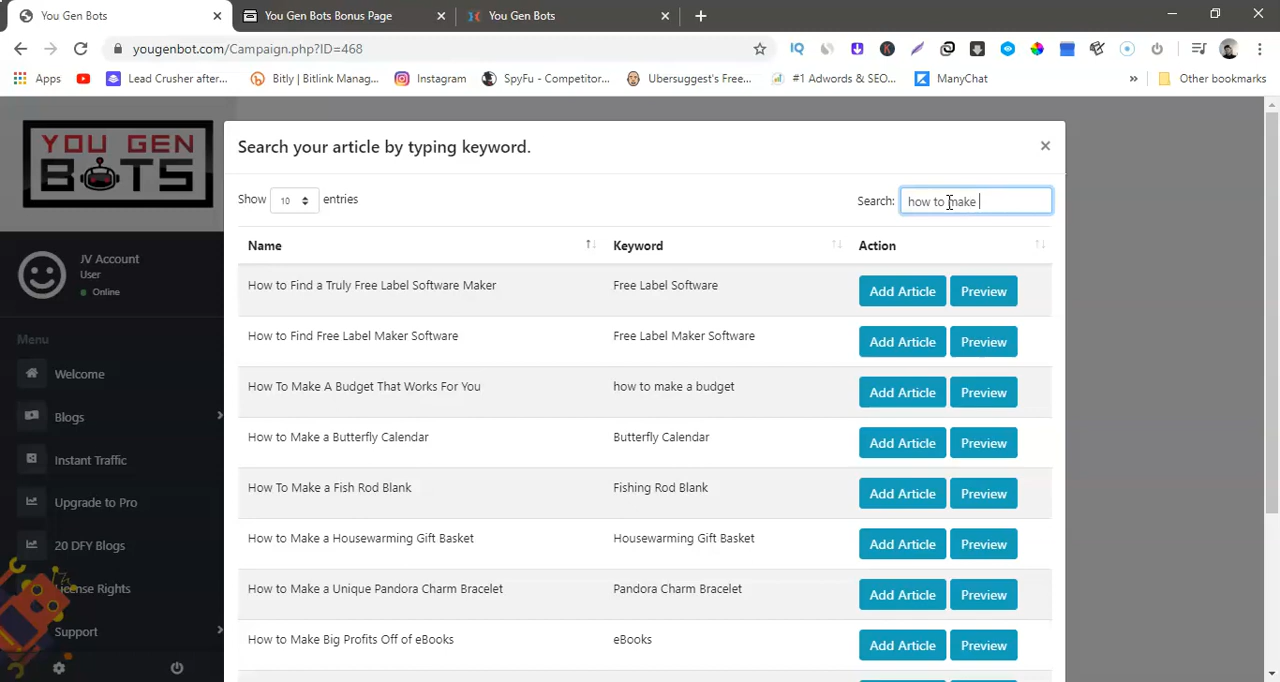 You Gen Bots
You Gen Bots Bonus Page
You Gen Bots
yougenbot.com/Campaign.php?ID=468
Apps
Lead Crusher after...
Bitly | Bitlink Manag...
Instagram
SpyFu - Competitor...
Ubersuggest's Free...
#1 Adwords & SEO...
ManyChat
Other bookmarks
YOU GEN
BOTS
JV Account
User
Online
Menu
Welcome
Blogs
Instant Traffic
Upgrade to Pro
20 DFY Blogs
License Rights
Support
Search your article by typing keyword.
Show 10 entries
Search: how to make
Name Keyword Action
How to Find a Truly Free Label Software Maker Free Label Software Add Article Preview
How to Find Free Label Maker Software Free Label Maker Software Add Article Preview
How To Make A Budget That Works For You how to make a budget Add Article Preview
How to Make a Butterfly Calendar Butterfly Calendar Add Article Preview
How To Make a Fish Rod Blank Fishing Rod Blank Add Article Preview
How to Make a Housewarming Gift Basket Housewarming Gift Basket Add Article Preview
How to Make a Unique Pandora Charm Bracelet Pandora Charm Bracelet Add Article Preview
How to Make Big Profits Off of eBooks eBooks Add Article Preview